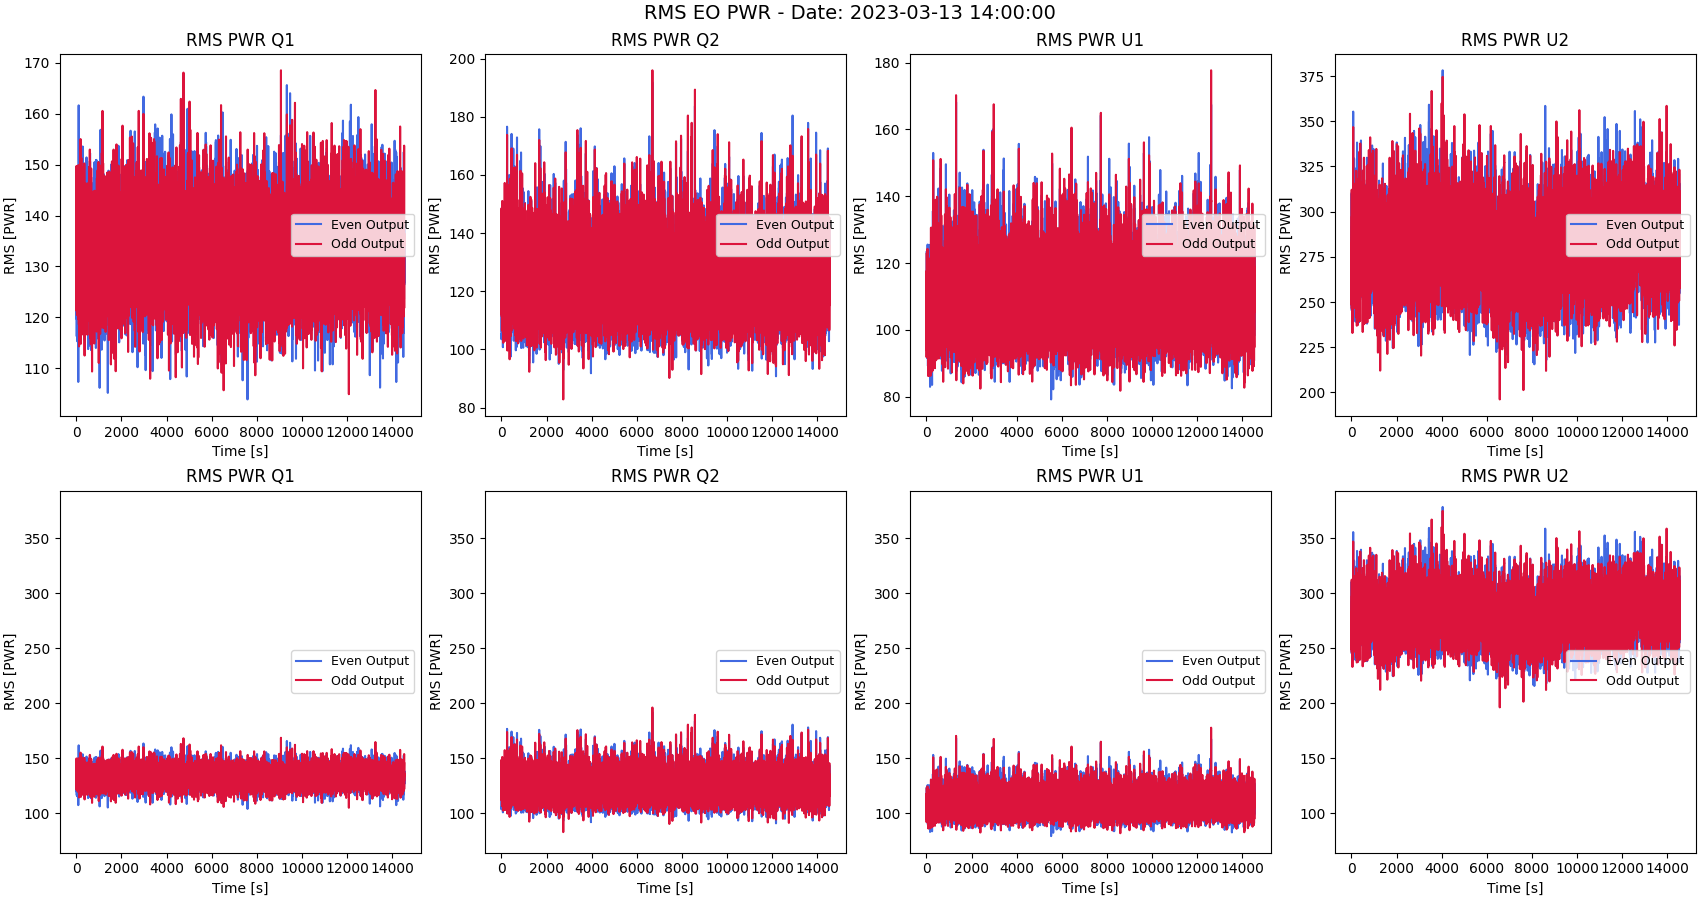 RMS EO PWR - Date: 2023-03-13 14:00:00
RMS PWR Q1
RMS [PWR]
170
160
150
140
130
120
110
Even Output
Odd Output
0 2000 4000 6000 8000 10000 12000 14000
Time [s]
RMS PWR Q2
RMS [PWR]
200
180
160
140
120
100
80
Even Output
Odd Output
0 2000 4000 6000 8000 10000 12000 14000
Time [s]
RMS PWR U1
RMS [PWR]
180
160
140
120
100
80
Even Output
Odd Output
0 2000 4000 6000 8000 10000 12000 14000
Time [s]
RMS PWR U2
RMS [PWR]
375
350
325
300
275
250
225
200
Even Output
Odd Output
0 2000 4000 6000 8000 10000 12000 14000
Time [s]
RMS PWR Q1
RMS [PWR]
350
300
250
200
150
100
Even Output
Odd Output
0 2000 4000 6000 8000 10000 12000 14000
Time [s]
RMS PWR Q2
RMS [PWR]
350
300
250
200
150
100
Even Output
Odd Output
0 2000 4000 6000 8000 10000 12000 14000
Time [s]
RMS PWR U1
RMS [PWR]
350
300
250
200
150
100
Even Output
Odd Output
0 2000 4000 6000 8000 10000 12000 14000
Time [s]
RMS PWR U2
RMS [PWR]
350
300
250
200
150
100
Even Output
Odd Output
0 2000 4000 6000 8000 10000 12000 14000
Time [s]